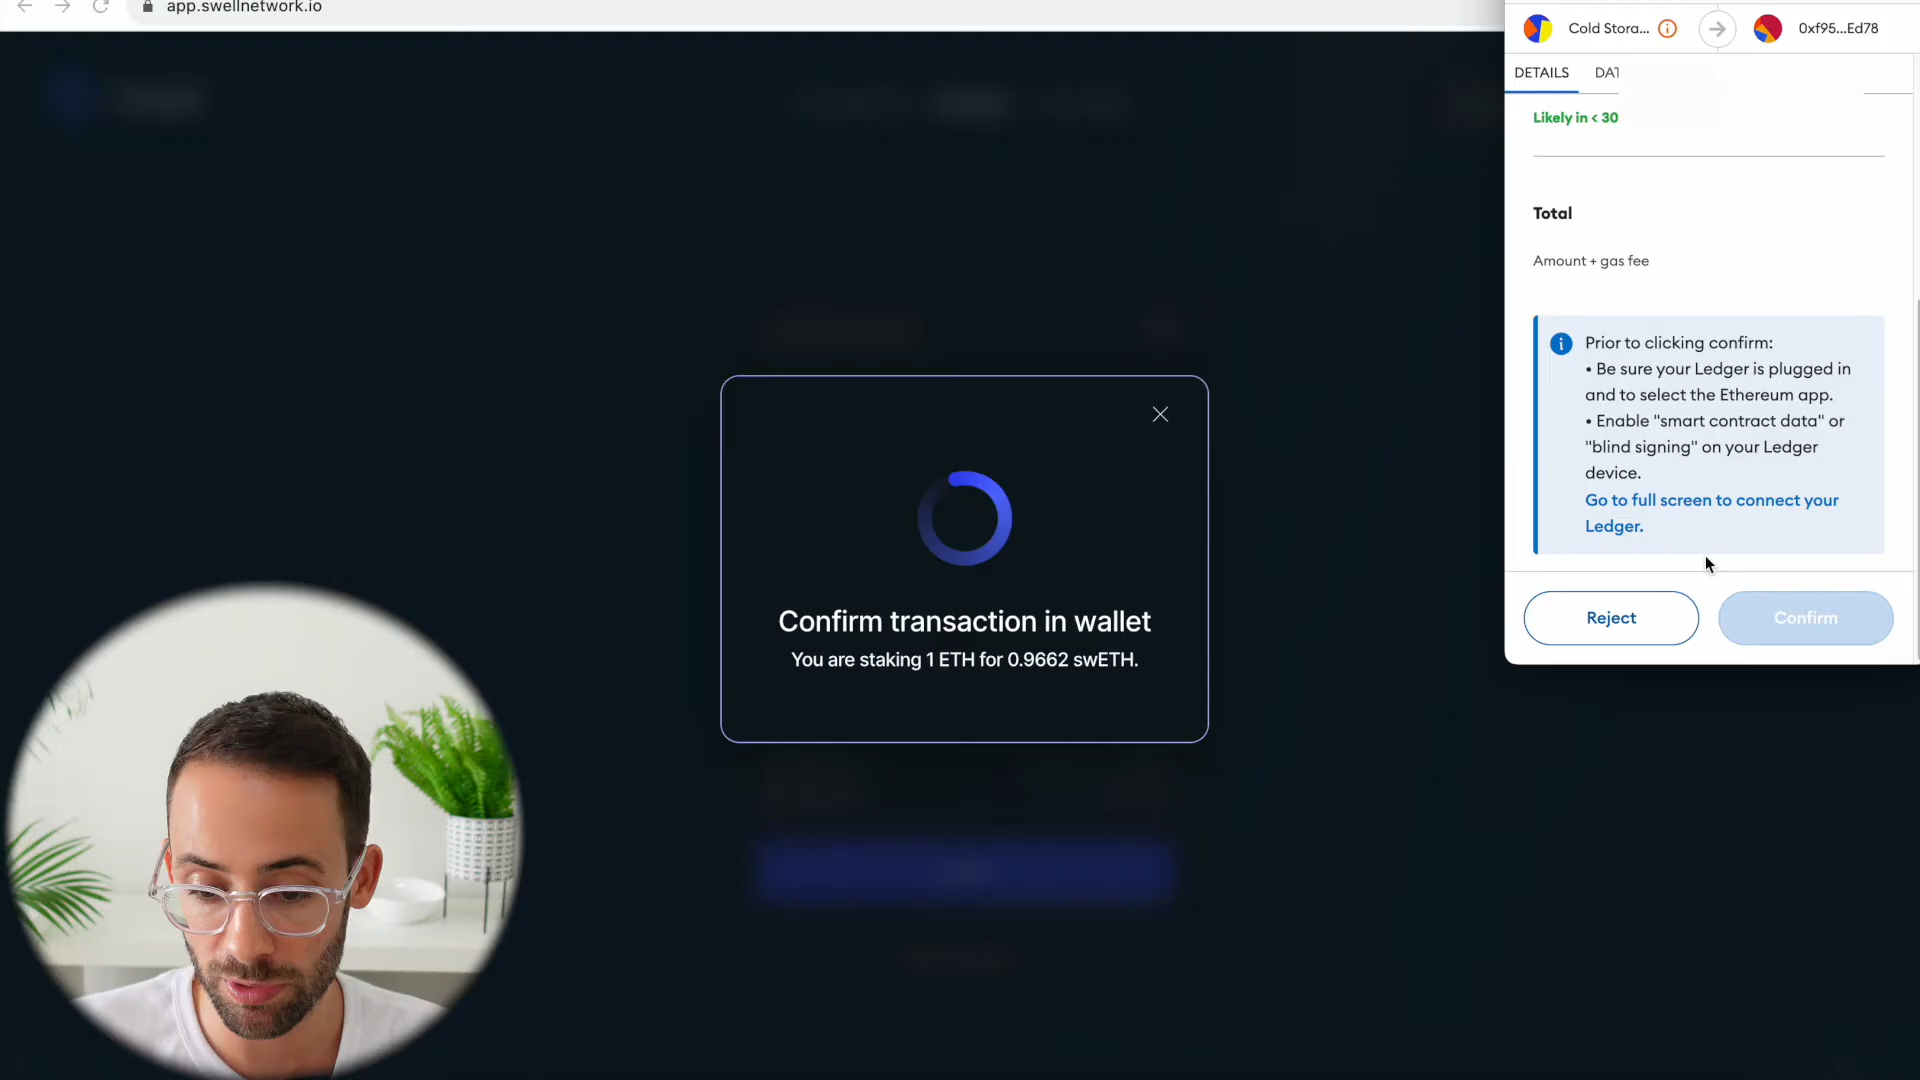 app.swellnetwork.io
Cold Stora...
0xf95...Ed78
DETAILS
DAT
Likely in < 30
Total
Amount + gas fee
Prior to clicking confirm:
• Be sure your Ledger is plugged in
and to select the Ethereum app.
• Enable "smart contract data" or
"blind signing" on your Ledger
device.
Go to full screen to connect your
Ledger.
Reject
Confirm
Confirm transaction in wallet
You are staking 1 ETH for 0.9662 swETH.